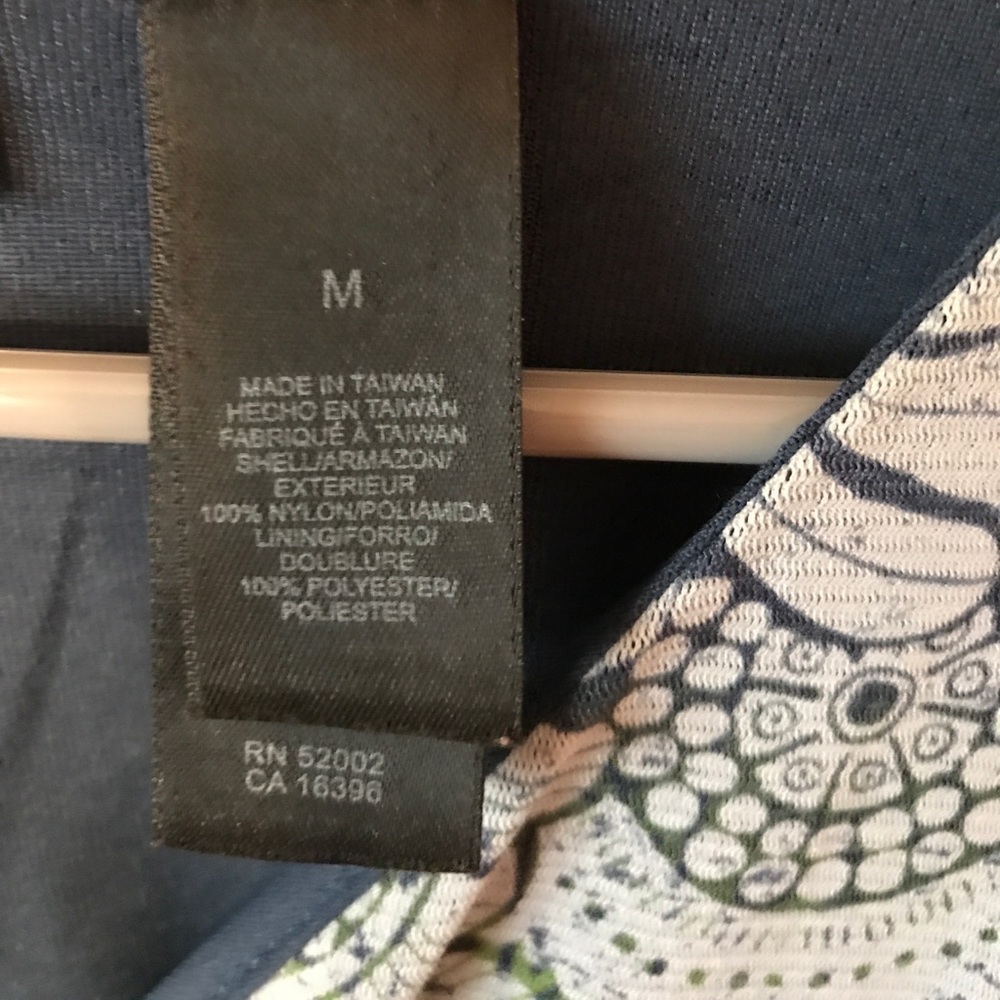 M
MADE IN TAIWAN
HECHO EN TAIWÁN
FABRIQUÉ À TAIWAN
SHELL/ARMAZON/
EXTERIEUR
100% NYLON/POLIAMIDA
LINING/FORRO/
DOUBLURE
100% POLYESTER/
POLIESTER
RN 52002
CA 16396